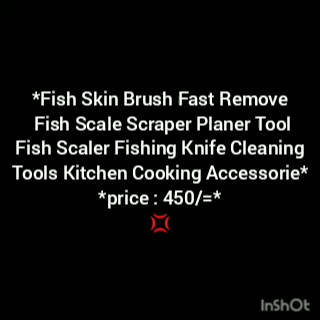 *Fish Skin Brush Fast Remove
Fish Scale Scraper Planer Tool
Fish Scaler Fishing Knife Cleaning
Tools Kitchen Cooking Accessorie*
*price : 450/=*
InShOt